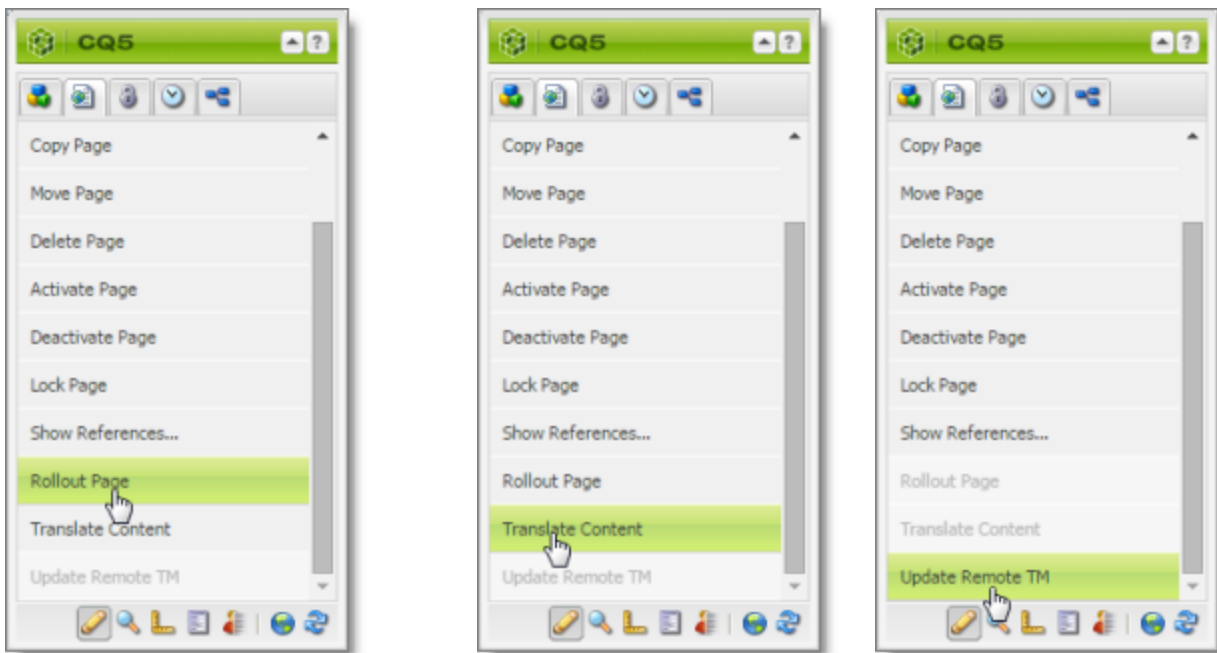 CQ5
?
Copy Page
Move Page
Delete Page
Activate Page
Deactivate Page
Lock Page
Show References...
Rollout Page
Translate Content
Update Remote TM
CQ5
?
Copy Page
Move Page
Delete Page
Activate Page
Deactivate Page
Lock Page
Show References...
Rollout Page
Translate Content
Update Remote TM
CQ5
?
Copy Page
Move Page
Delete Page
Activate Page
Deactivate Page
Lock Page
Show References...
Rollout Page
Translate Content
Update Remote TM